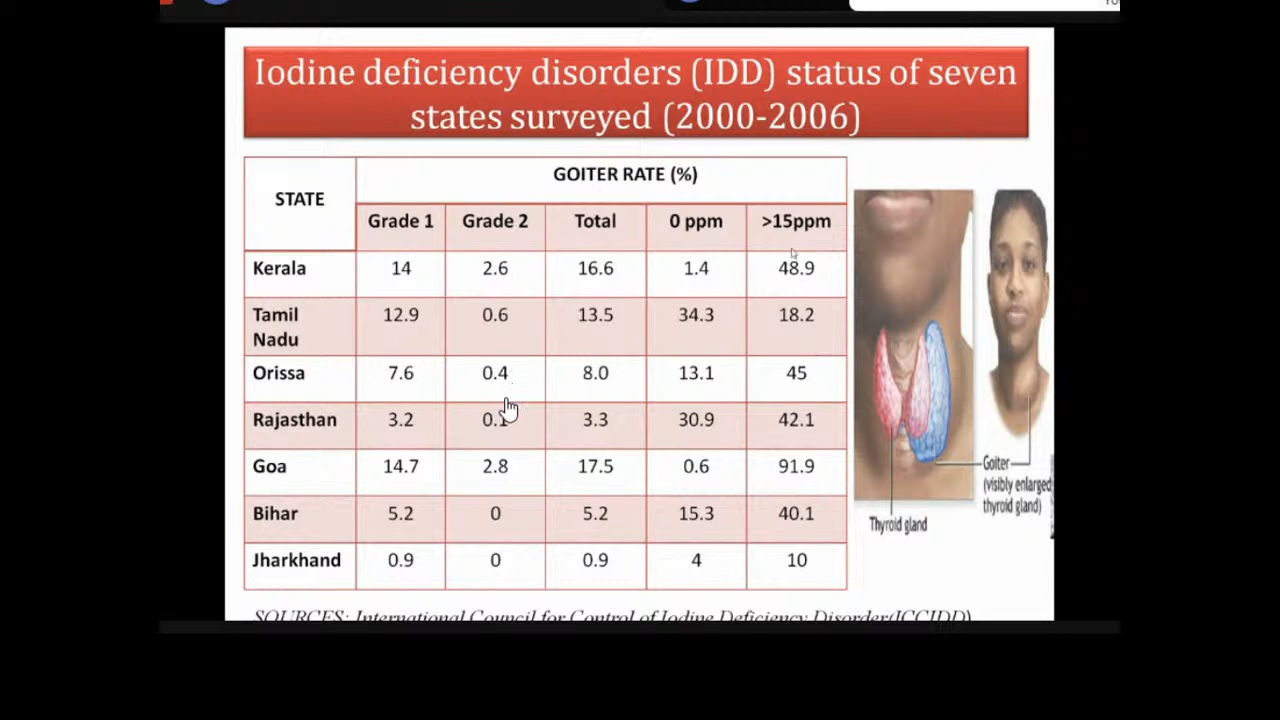 Iodine deficiency disorders (IDD) status of seven
states surveyed (2000-2006)
STATE
GOITER RATE (%)
Grade 1 Grade 2 Total 0 ppm >15ppm
Kerala 14 2.6 16.6 1.4 48.9
Tamil
Nadu 12.9 0.6 13.5 34.3 18.2
Orissa 7.6 0.4 8.0 13.1 45
Rajasthan 3.2 0.1 3.3 30.9 42.1
Goa 14.7 2.8 17.5 0.6 91.9
Bihar 5.2 0 5.2 15.3 40.1
Jharkhand 0.9 0 0.9 4 10
Goiter
(visibly enlarged
thyroid gland)
Thyroid gland
SOURCES: International Council for Control of Iodine Deficiency Disorder(ICCIDD)